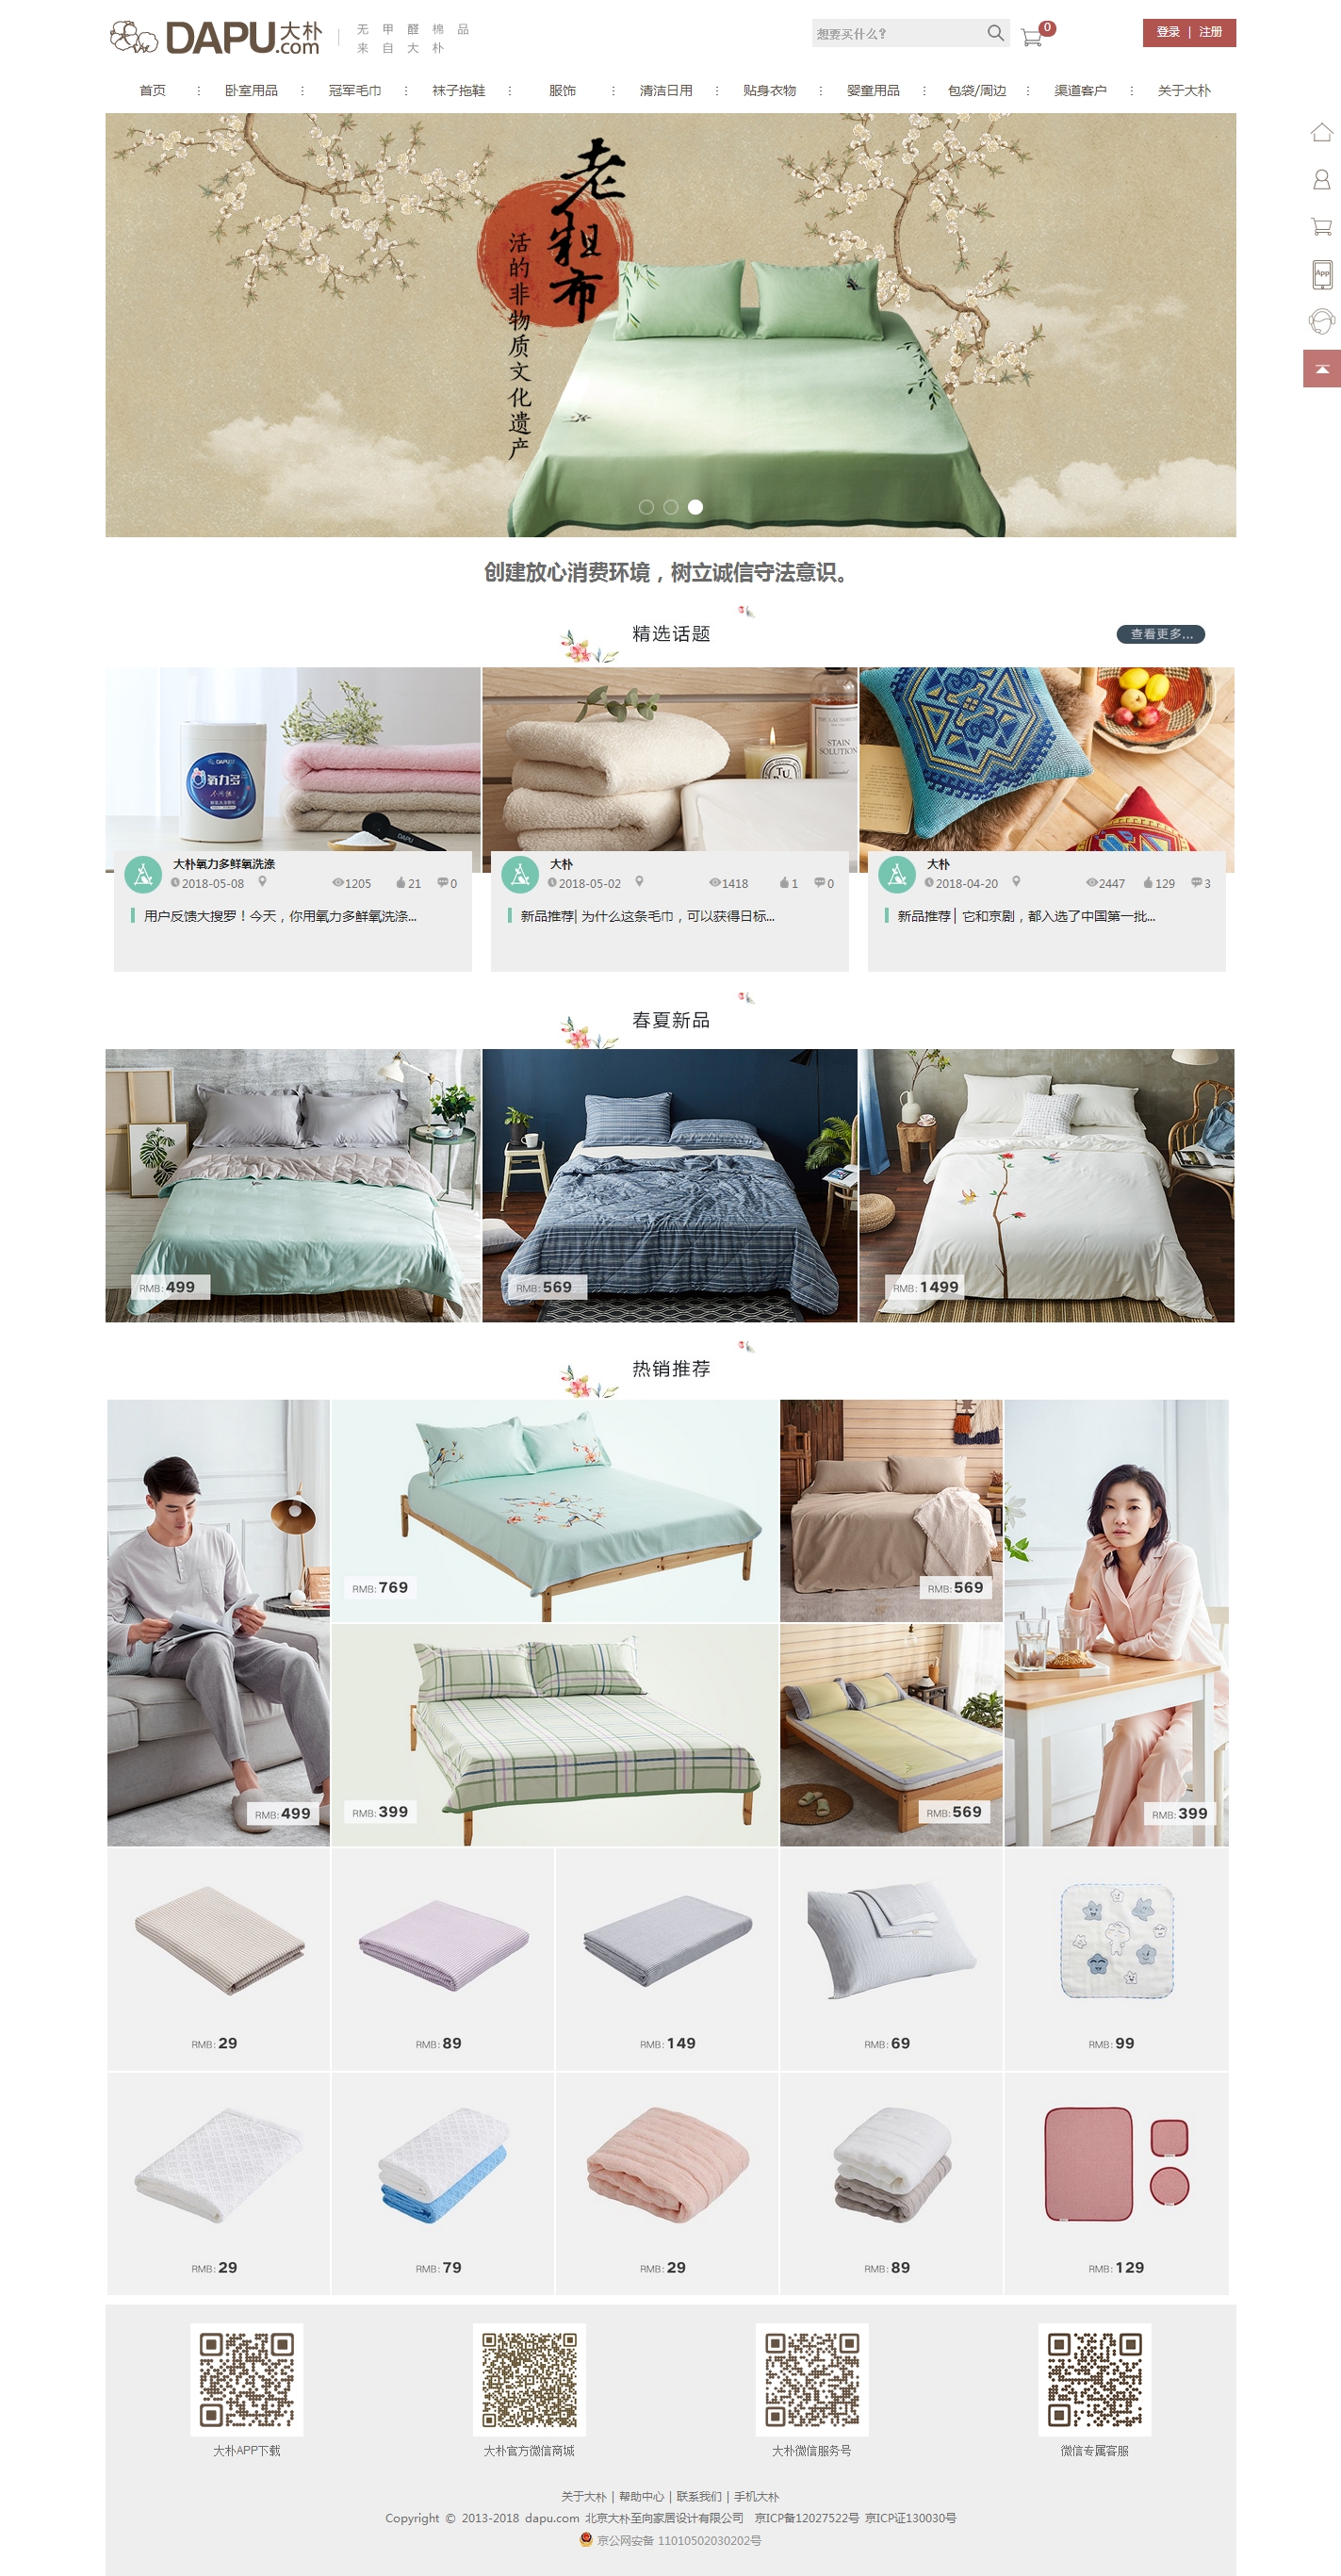 DAPU大朴.com
无甲醛棉品
来自大朴
想要买什么?
0
登录 | 注册
首页 ⋮ 卧室用品 ⋮ 冠军毛巾 ⋮ 袜子拖鞋 ⋮ 服饰 ⋮ 清洁日用 ⋮ 贴身衣物 ⋮ 婴童用品 ⋮ 包袋/周边 ⋮ 渠道客户 ⋮ 关于大朴
App
老粗布
活的非物质文化遗产
创建放心消费环境，树立诚信守法意识。
精选话题
查看更多...
DAPU
氧力多
DAPU
THE LAUNDRESS
STAIN
SOLUTION
大朴氧力多鲜氧洗涤
2018-05-08 1205 21 0
用户反馈大搜罗！今天，你用氧力多鲜氧洗涤...
大朴
2018-05-02 1418 1 0
新品推荐| 为什么这条毛巾，可以获得日标...
大朴
2018-04-20 2447 129 3
新品推荐 | 它和京剧，都入选了中国第一批...
春夏新品
RMB: 499
RMB: 569
RMB: 1499
热销推荐
RMB: 769
RMB: 569
RMB: 499
RMB: 399
RMB: 569
RMB: 399
RMB: 29
RMB: 89
RMB: 149
RMB: 69
RMB: 99
RMB: 29
RMB: 79
RMB: 29
RMB: 89
RMB: 129
大朴APP下载
大朴官方微信商城
大朴微信服务号
微信专属客服
关于大朴 | 帮助中心 | 联系我们 | 手机大朴
Copyright © 2013-2018 dapu.com 北京大朴至向家居设计有限公司 京ICP备12027522号 京ICP证130030号
京公网安备 11010502030202号